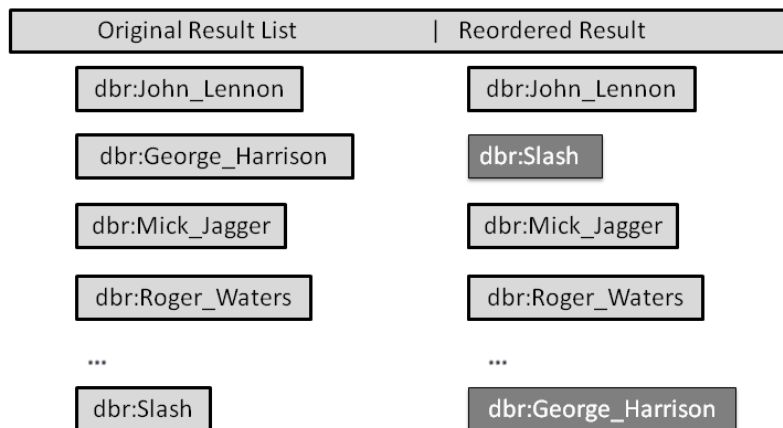 Original Result List | Reordered Result
dbr:John_Lennon dbr:John_Lennon
dbr:George_Harrison dbr:Slash
dbr:Mick_Jagger dbr:Mick_Jagger
dbr:Roger_Waters dbr:Roger_Waters
... ...
dbr:Slash dbr:George_Harrison